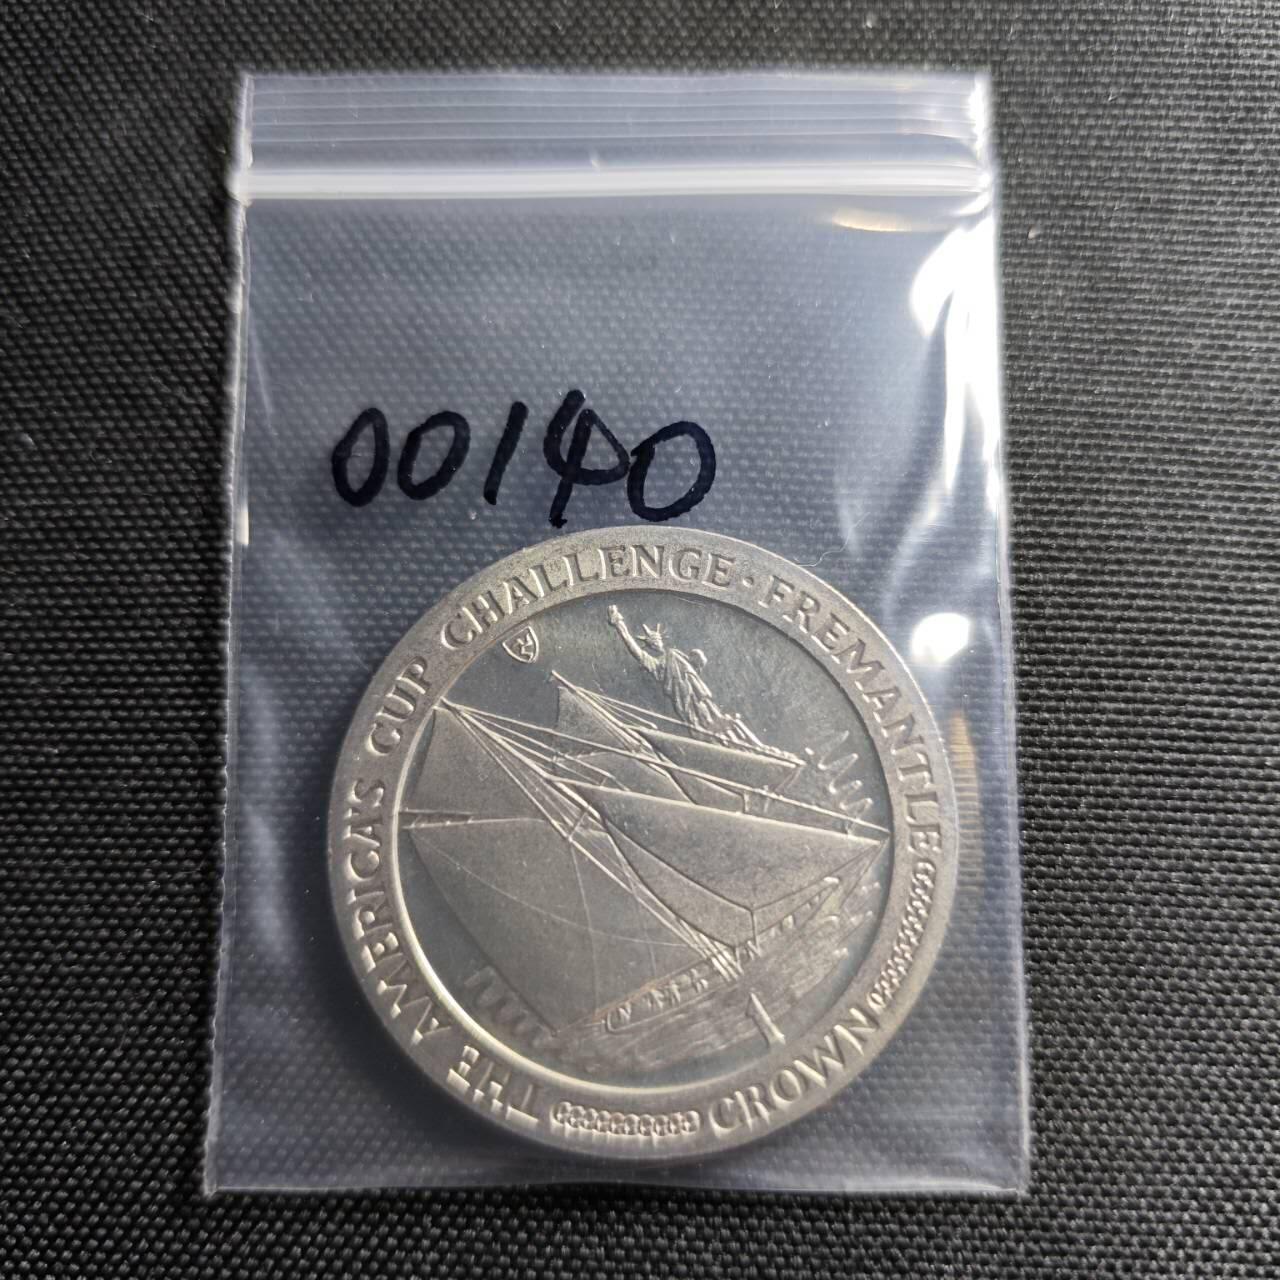 00140
THE AMERICA'S CUP CHALLENGE · FREMANTLE
1
CROWN